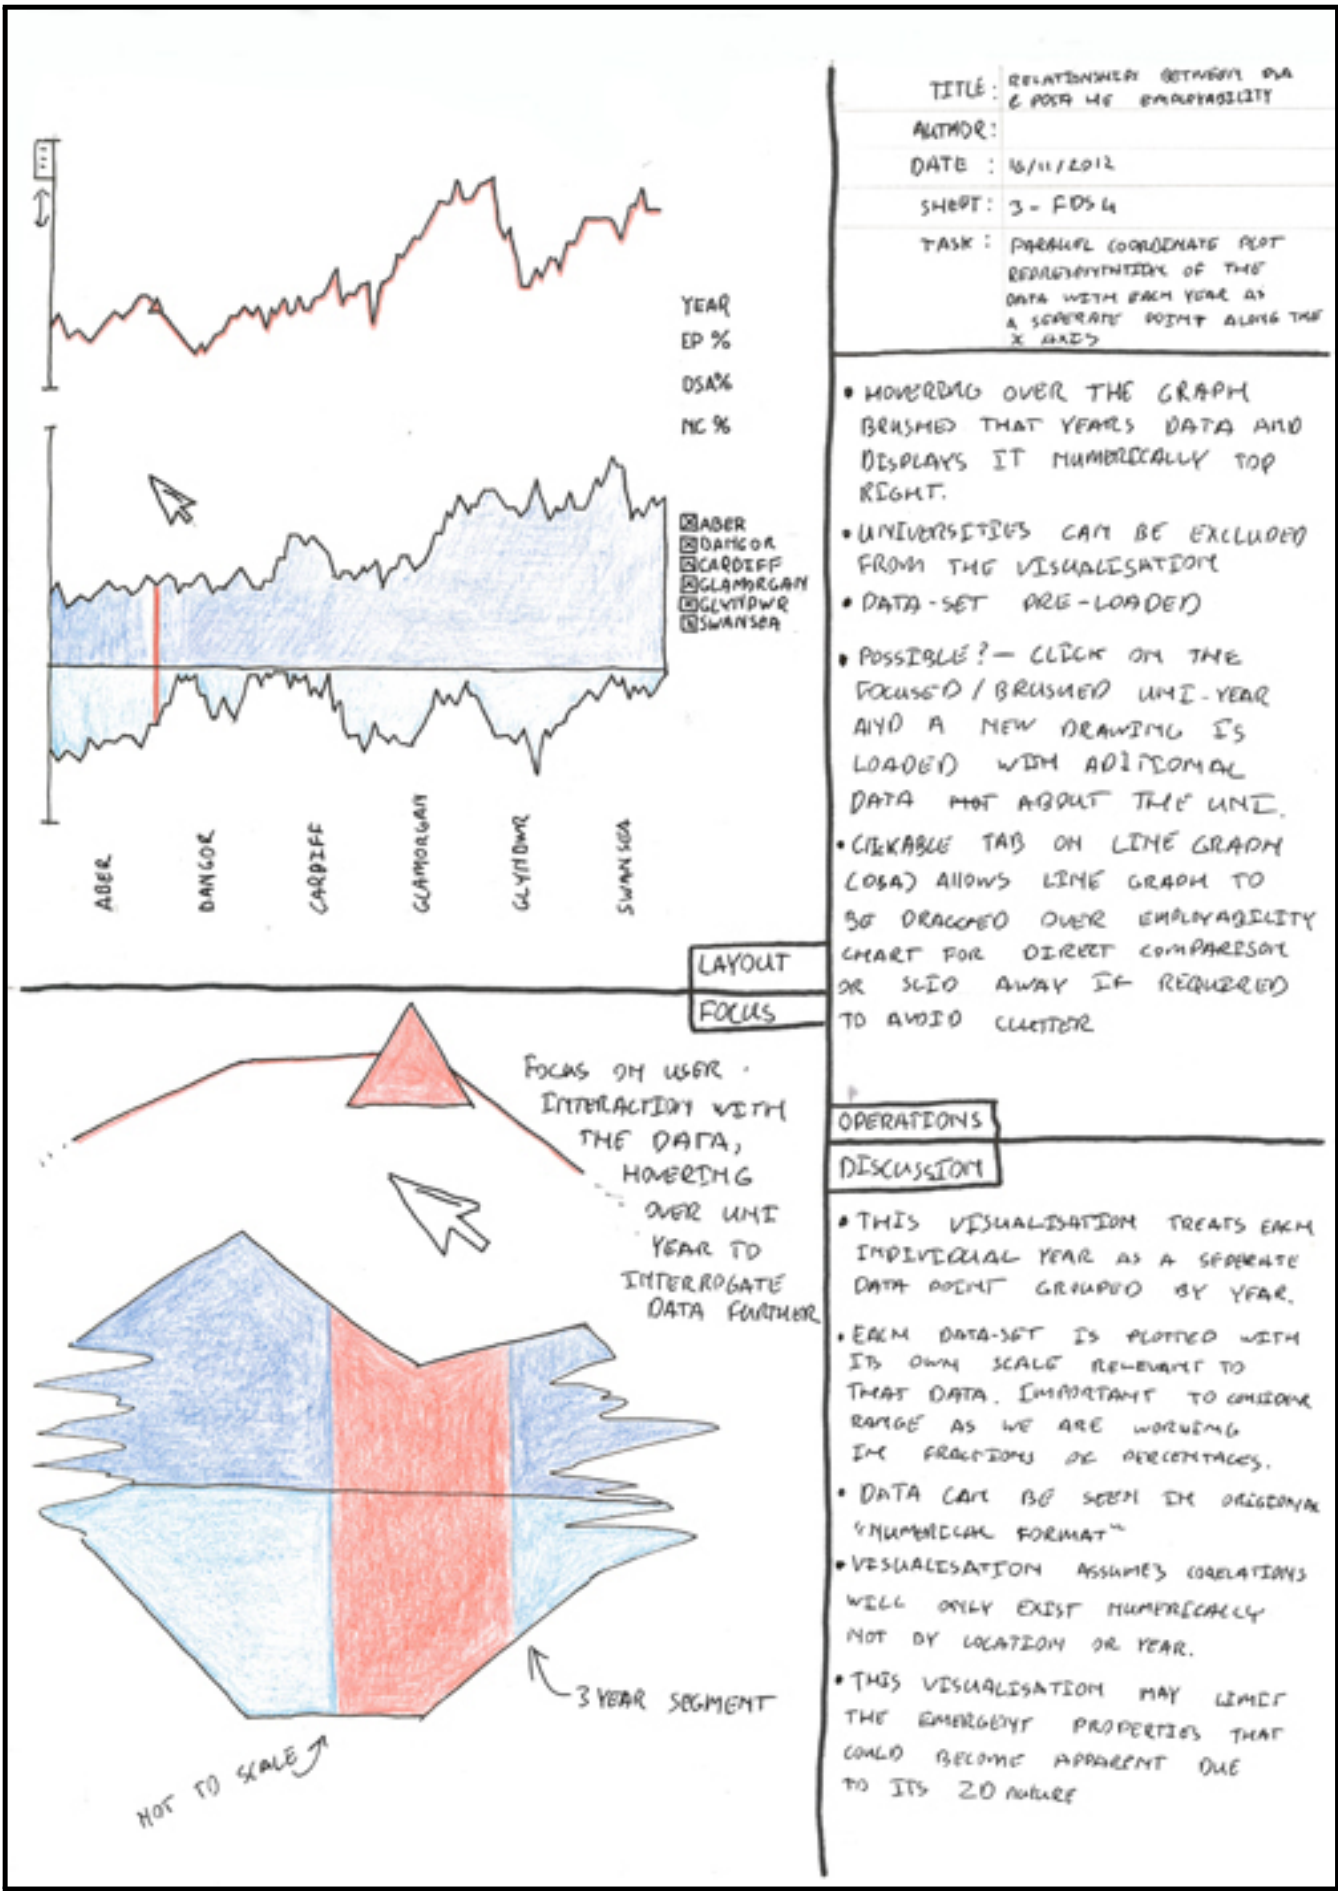 TITLE: RELATIONSHIPS BETWEEN DSA
& POST HE EMPLOYABILITY
AUTHOR:
DATE : 16/11/2012
SHEET: 3 - FDS 4
TASK : PARALLEL COORDINATE PLOT
REPRESENTATION OF THE
DATA WITH EACH YEAR AS
A SEPERATE POINT ALONG THE
X AXIS
YEAR
EP %
DSA%
NC %
ABER
BANGOR
CARDIFF
GLAMORGAN
GLYNDWR
SWANSEA
ABER
BANGOR
CARDIFF
GLAMORGAN
GLYNDWR
SWANSEA
LAYOUT
FOCUS
FOCUS ON USER
INTERACTION WITH
THE DATA,
HOVERING
OVER UNI
YEAR TO
INTERROGATE
DATA FURTHER
3 YEAR SEGMENT
NOT TO SCALE
• HOVERING OVER THE GRAPH
BRUSHED THAT YEARS DATA AND
DISPLAYS IT NUMERICALLY TOP
RIGHT.
• UNIVERSITIES CAN BE EXCLUDED
FROM THE VISUALISATION
• DATA-SET PRE-LOADED
• POSSIBLE? - CLICK ON THE
FOCUSED / BRUSHED UNI-YEAR
AND A NEW DRAWING IS
LOADED WITH ADITIONAL
DATA ABOUT THE UNI.
• CLICKABLE TAB ON LINE GRAPH
(DSA) ALLOWS LINE GRAPH TO
BE DRAGGED OVER EMPLOYABILITY
CHART FOR DIRECT COMPARISON
OR SLID AWAY IF REQUIRED
TO AVOID CLUTTER
OPERATIONS
DISCUSSION
• THIS VISUALISATION TREATS EACH
INDIVIDUAL YEAR AS A SEPERATE
DATA POINT GROUPED BY YEAR.
• EACH DATA-SET IS PLOTTED WITH
ITS OWN SCALE RELEVANT TO
THAT DATA. IMPORTANT TO CONSIDER
RANGE AS WE ARE WORKING
IN FRACTIONS OF PERCENTAGES.
• DATA CAN BE SEEN IN ORIGIONAL
"NUMERICAL FORMAT"
• VISUALISATION ASSUMES CORELATIONS
WILL ONLY EXIST NUMERICALLY
NOT BY LOCATION OR YEAR.
• THIS VISUALISATION MAY LIMIT
THE EMERGENT PROPERTIES THAT
COULD BECOME APPARENT DUE
TO ITS 2D NATURE